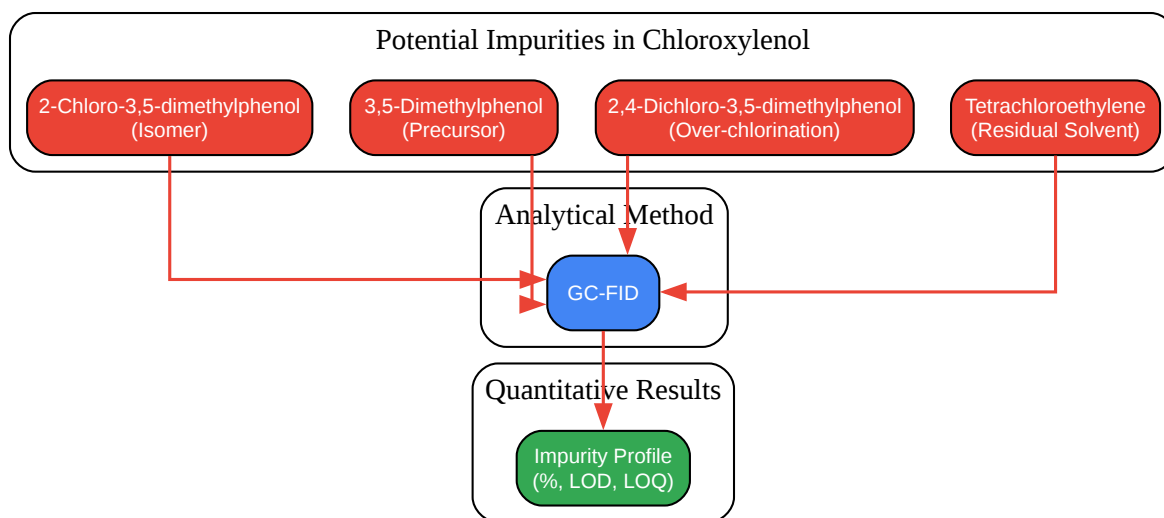 Potential Impurities in Chloroxylenol
2-Chloro-3,5-dimethylphenol
(Isomer)
3,5-Dimethylphenol
(Precursor)
2,4-Dichloro-3,5-dimethylphenol
(Over-chlorination)
Tetrachloroethylene
(Residual Solvent)
Analytical Method
GC-FID
Quantitative Results
Impurity Profile
(%, LOD, LOQ)